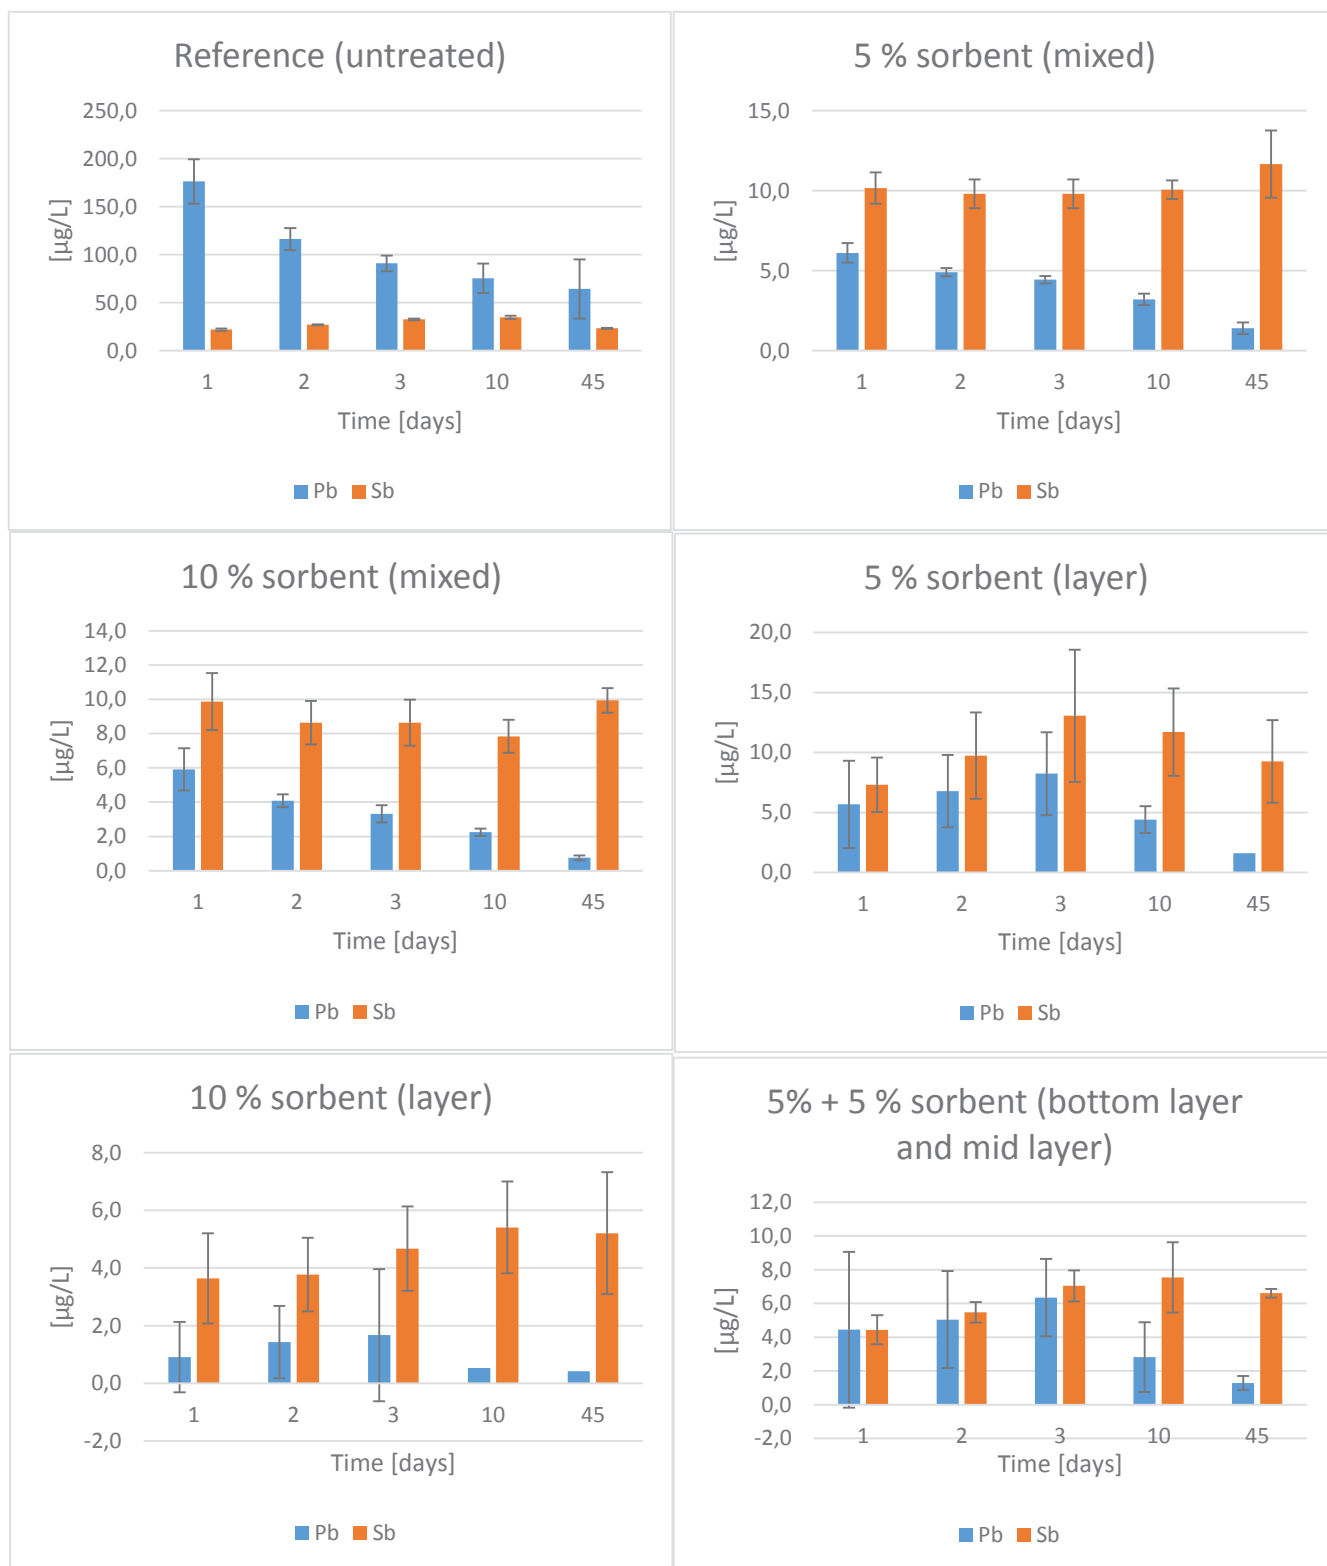 Reference (untreated)
250,0
200,0
150,0
100,0
50,0
0,0
[µg/L]
1 2 3 10 45
Time [days]
Pb Sb
5 % sorbent (mixed)
15,0
10,0
5,0
0,0
[µg/L]
1 2 3 10 45
Time [days]
Pb Sb
10 % sorbent (mixed)
14,0
12,0
10,0
8,0
6,0
4,0
2,0
0,0
[µg/L]
1 2 3 10 45
Time [days]
Pb Sb
5 % sorbent (layer)
20,0
15,0
10,0
5,0
0,0
[µg/L]
1 2 3 10 45
Time [days]
Pb Sb
10 % sorbent (layer)
8,0
6,0
4,0
2,0
0,0
-2,0
[µg/L]
1 2 3 10 45
Time [days]
Pb Sb
5% + 5 % sorbent (bottom layer
and mid layer)
12,0
10,0
8,0
6,0
4,0
2,0
0,0
-2,0
[µg/L]
1 2 3 10 45
Time [days]
Pb Sb